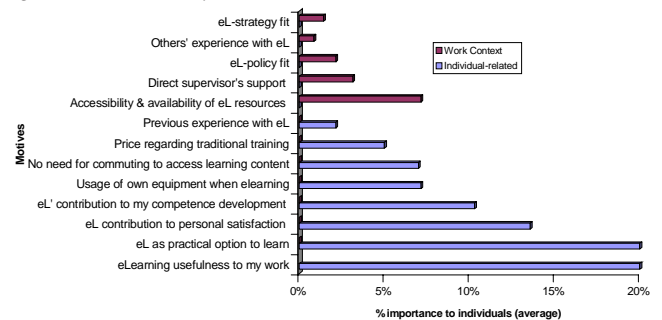 eL-strategy fit
Others' experience with eL
eL-policy fit
Direct supervisor's support
Accessibility & availability of eL resources
Previous experience with eL
Price regarding traditional training
No need for commuting to access learning content
Usage of own equipment when elearning
eL' contribution to my competence development
eL contribution to personal satisfaction
eL as practical option to learn
eLearning usefulness to my work
Motives
Work Context
Individual-related
0% 5% 10% 15% 20%
% importance to individuals (average)